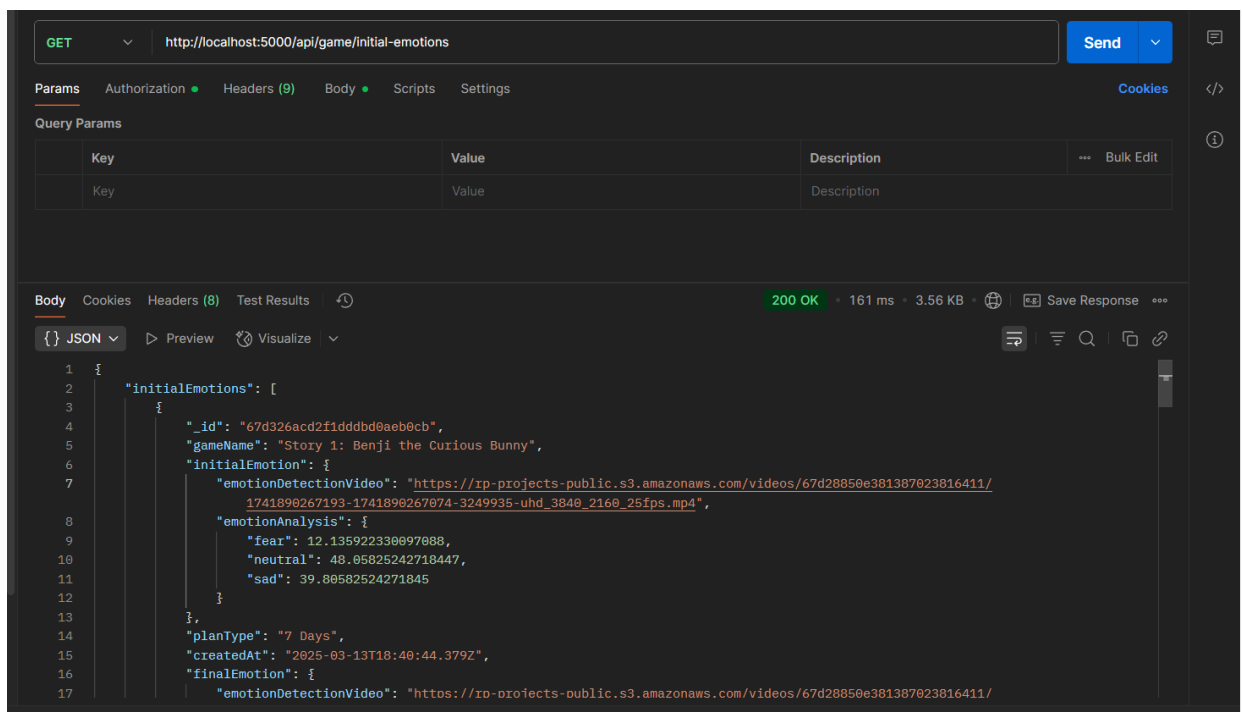 GET http://localhost:5000/api/game/initial-emotions Send
Params Authorization Headers (9) Body Scripts Settings Cookies
Query Params
Key Value Description Bulk Edit
Key Value Description
Body Cookies Headers (8) Test Results 200 OK 161 ms 3.56 KB e.g. Save Response
{} JSON Preview Visualize
1 {
2 "initialEmotions": [
3 {
4 "_id": "67d326acd2f1dddbd0aeb0cb",
5 "gameName": "Story 1: Benji the Curious Bunny",
6 "initialEmotion": {
7 "emotionDetectionVideo": "https://rp-projects-public.s3.amazonaws.com/videos/67d28850e381387023816411/
1741890267193-1741890267074-3249935-uhd_3840_2160_25fps.mp4",
8 "emotionAnalysis": {
9 "fear": 12.135922330097088,
10 "neutral": 48.05825242718447,
11 "sad": 39.80582524271845
12 }
13 },
14 "planType": "7 Days",
15 "createdAt": "2025-03-13T18:40:44.379Z",
16 "finalEmotion": {
17 "emotionDetectionVideo": "https://rp-projects-public.s3.amazonaws.com/videos/67d28850e381387023816411/